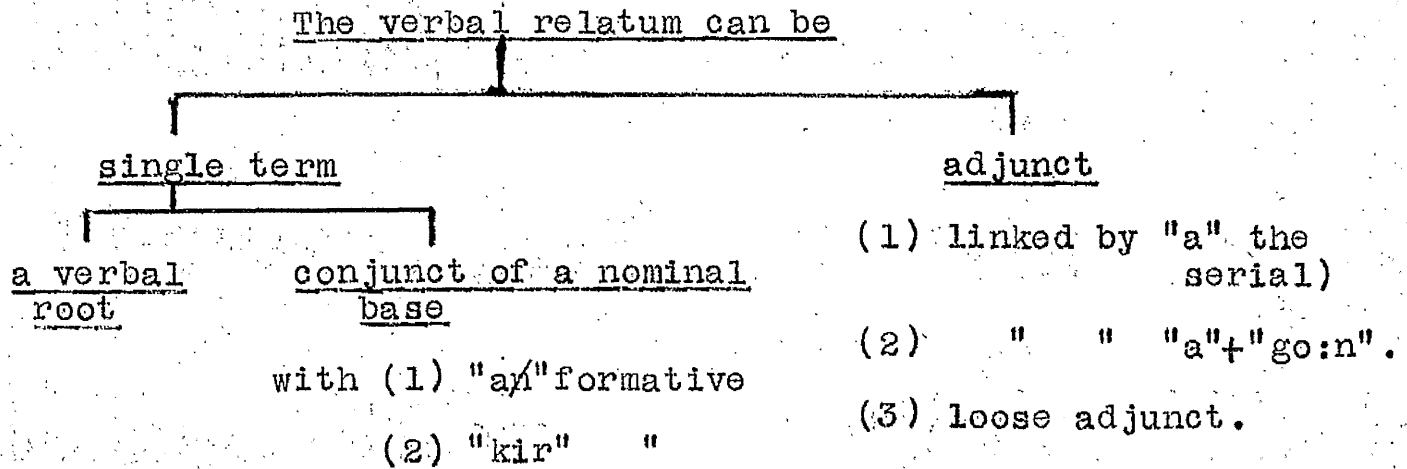 The verbal relatum can be
single term
adjunct
a verbal
root
conjunct of a nominal
base
with (1) "an" formative
(2) "kir" "
(1) linked by "a" the
serial)
(2) " " "a"+"go:n".
(3) loose adjunct.